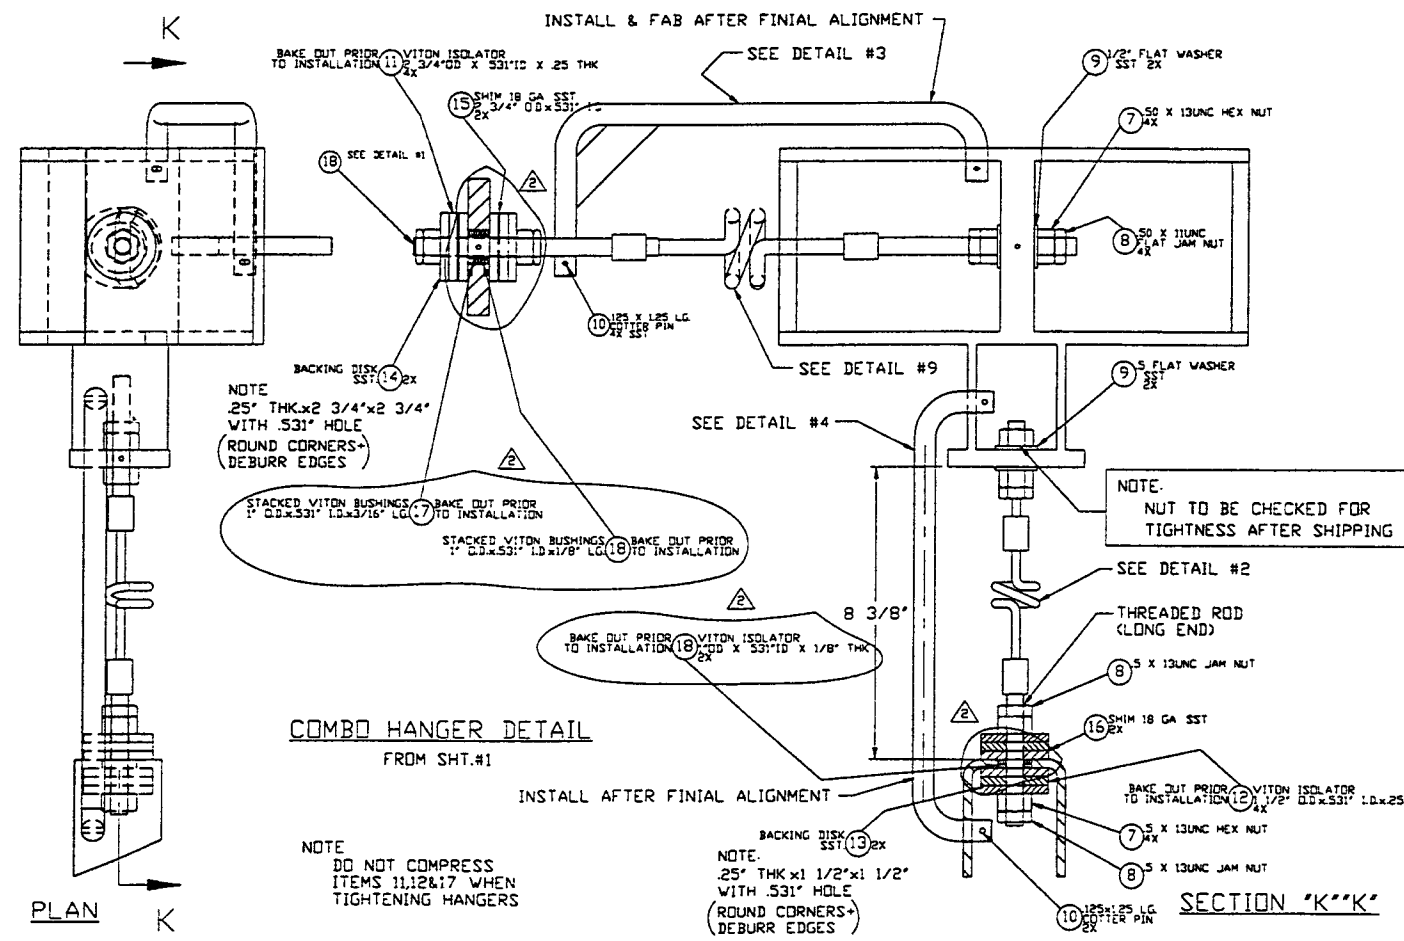 K
INSTALL & FAB AFTER FINIAL ALIGNMENT
SEE DETAIL #3
BAKE OUT PRIOR
TO INSTALLATION
11
VITON ISOLATOR
2 3/4"OD X .531"ID X .25 THK
4X
15
SHIM 18 GA SST
2 3/4" O.D.x.531"
2X
18
SEE DETAIL #1
2
9
1/2" FLAT WASHER
SST 2X
7
.50 X 13UNC HEX NUT
4X
8
.50 X 11UNC
FLAT JAM NUT
4X
10
.125 X 1.25 LG.
COTTER PIN
4X SST
SEE DETAIL #9
BACKING DISK
SST.
14
2X
NOTE
.25" THK.x2 3/4"x2 3/4"
WITH .531" HOLE
(ROUND CORNERS+
DEBURR EDGES)
SEE DETAIL #4
9
.5 FLAT WASHER
SST
2X
2
STACKED VITON BUSHINGS
1" O.D.x.531" I.D.x3/16" LG.
17
BAKE OUT PRIOR
TO INSTALLATION
STACKED VITON BUSHINGS
1" O.D.x.531" I.D.x1/8" LG.
18
BAKE OUT PRIOR
TO INSTALLATION
NOTE.
NUT TO BE CHECKED FOR
TIGHTNESS AFTER SHIPPING
SEE DETAIL #2
8 3/8"
THREADED ROD
(LONG END)
2
BAKE OUT PRIOR
TO INSTALLATION
18
VITON ISOLATOR
1"OD X .531"ID X 1/8" THK
2X
8
.5 X 13UNC JAM NUT
2
16
SHIM 18 GA SST
2X
COMBO HANGER DETAIL
FROM SHT.#1
INSTALL AFTER FINIAL ALIGNMENT
BAKE OUT PRIOR
TO INSTALLATION
12
VITON ISOLATOR
1 1/2" O.D.x.531" I.D.x.25
4X
7
.5 X 13UNC HEX NUT
4X
BACKING DISK
SST.
13
2X
NOTE.
.25" THK x1 1/2"x1 1/2"
WITH .531" HOLE
(ROUND CORNERS+
DEBURR EDGES)
8
.5 X 13UNC JAM NUT
10
.125x1.25 LG
COTTER PIN
2X
NOTE
DO NOT COMPRESS
ITEMS 11,12&17 WHEN
TIGHTENING HANGERS
PLAN
K
SECTION "K""K"